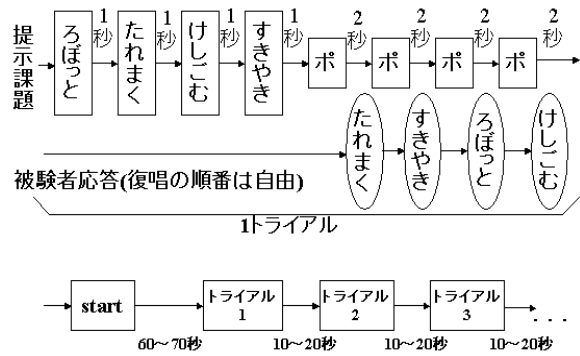 1秒 1秒 1秒 1秒 2秒 2秒 2秒 2秒
提示課題 ろぼっと たれまく けしごむ すきやき ポ ポ ポ ポ
たれまく すきやき ろぼっと けしごむ
被験者応答(復唱の順番は自由)
1トライアル
start トライアル1 トライアル2 トライアル3 ...
60～70秒 10～20秒 10～20秒 10～20秒